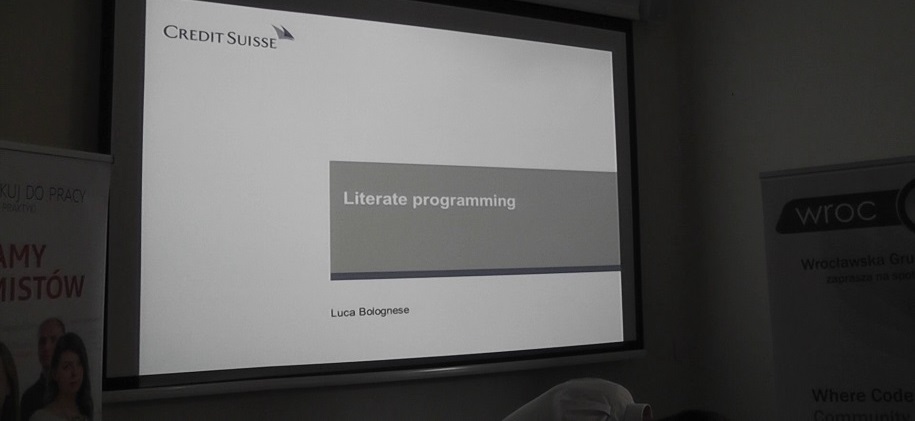 CREDIT SUISSE
Literate programming
Luca Bolognese
KUJ DO PRACY
AMY
MISTÓW
wroc
Wrocławska Gru
zaprasza na spo
Where Code
Community